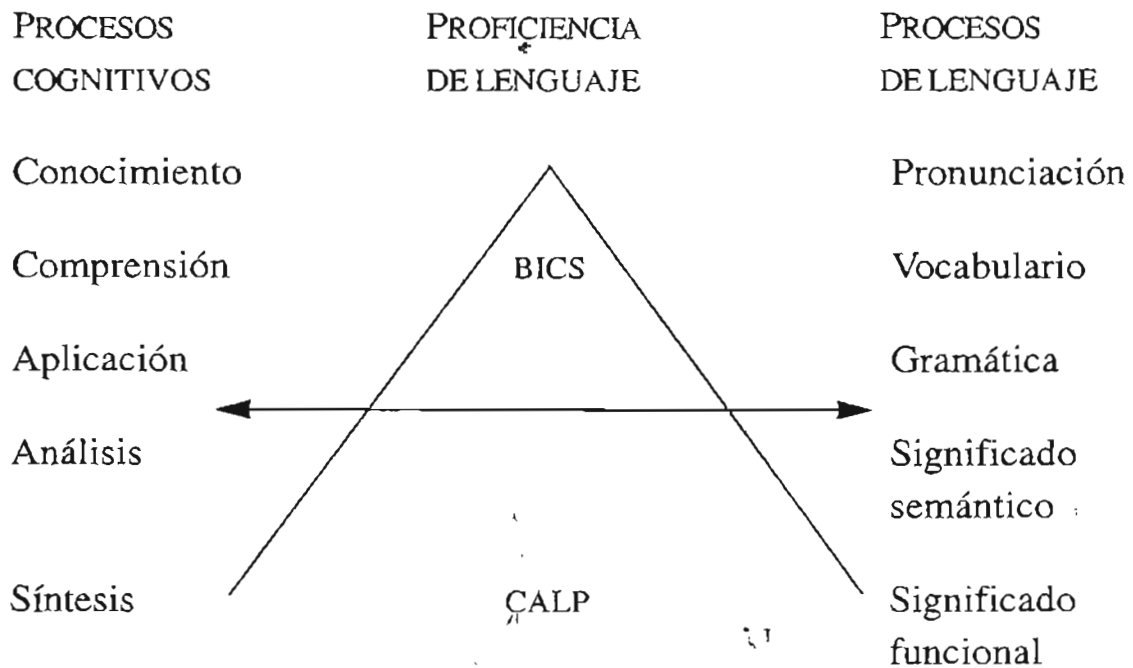 PROCESOS PROFICIENCIA PROCESOS
COGNITIVOS DE LENGUAJE DE LENGUAJE
Conocimiento Pronunciación
Comprensión BICS Vocabulario
Aplicación Gramática
Análisis Significado
semántico
Síntesis CALP Significado
funcional